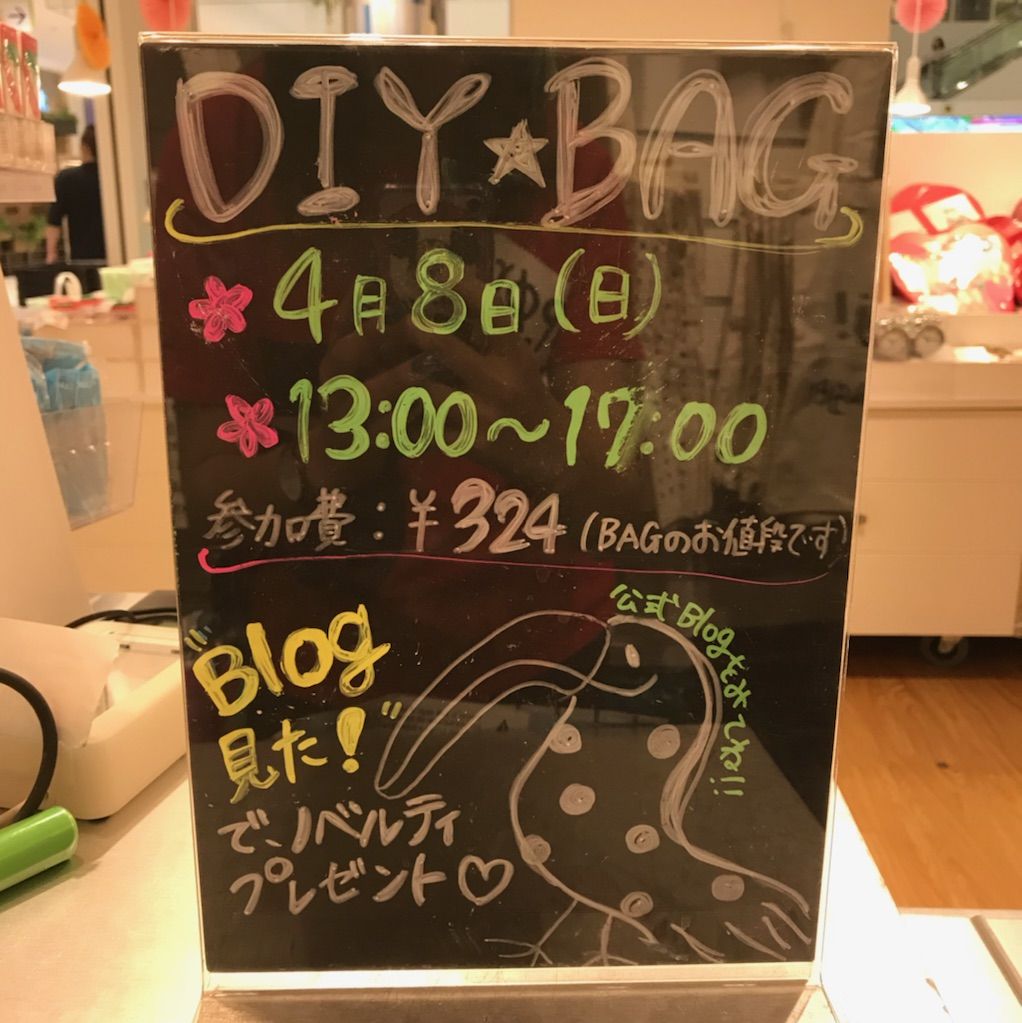 DIY★BAG
4月8日(日)
13:00~17:00
参加費:¥324(BAGのお値段です)
"Blog
見た!"
で、ノベルティ
プレゼント♡
公式Blogもみてね!!